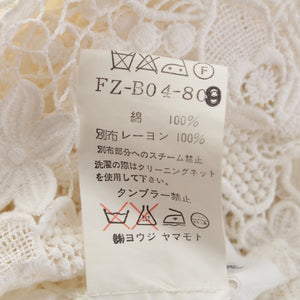 F
FZ-B04-809
綿 100%
別布レーヨン 100%
別布部分へのスチーム禁止
洗濯の際はクリーニングネット
を使用して下さい
タンブラー禁止
㈱ヨウジ ヤマモト